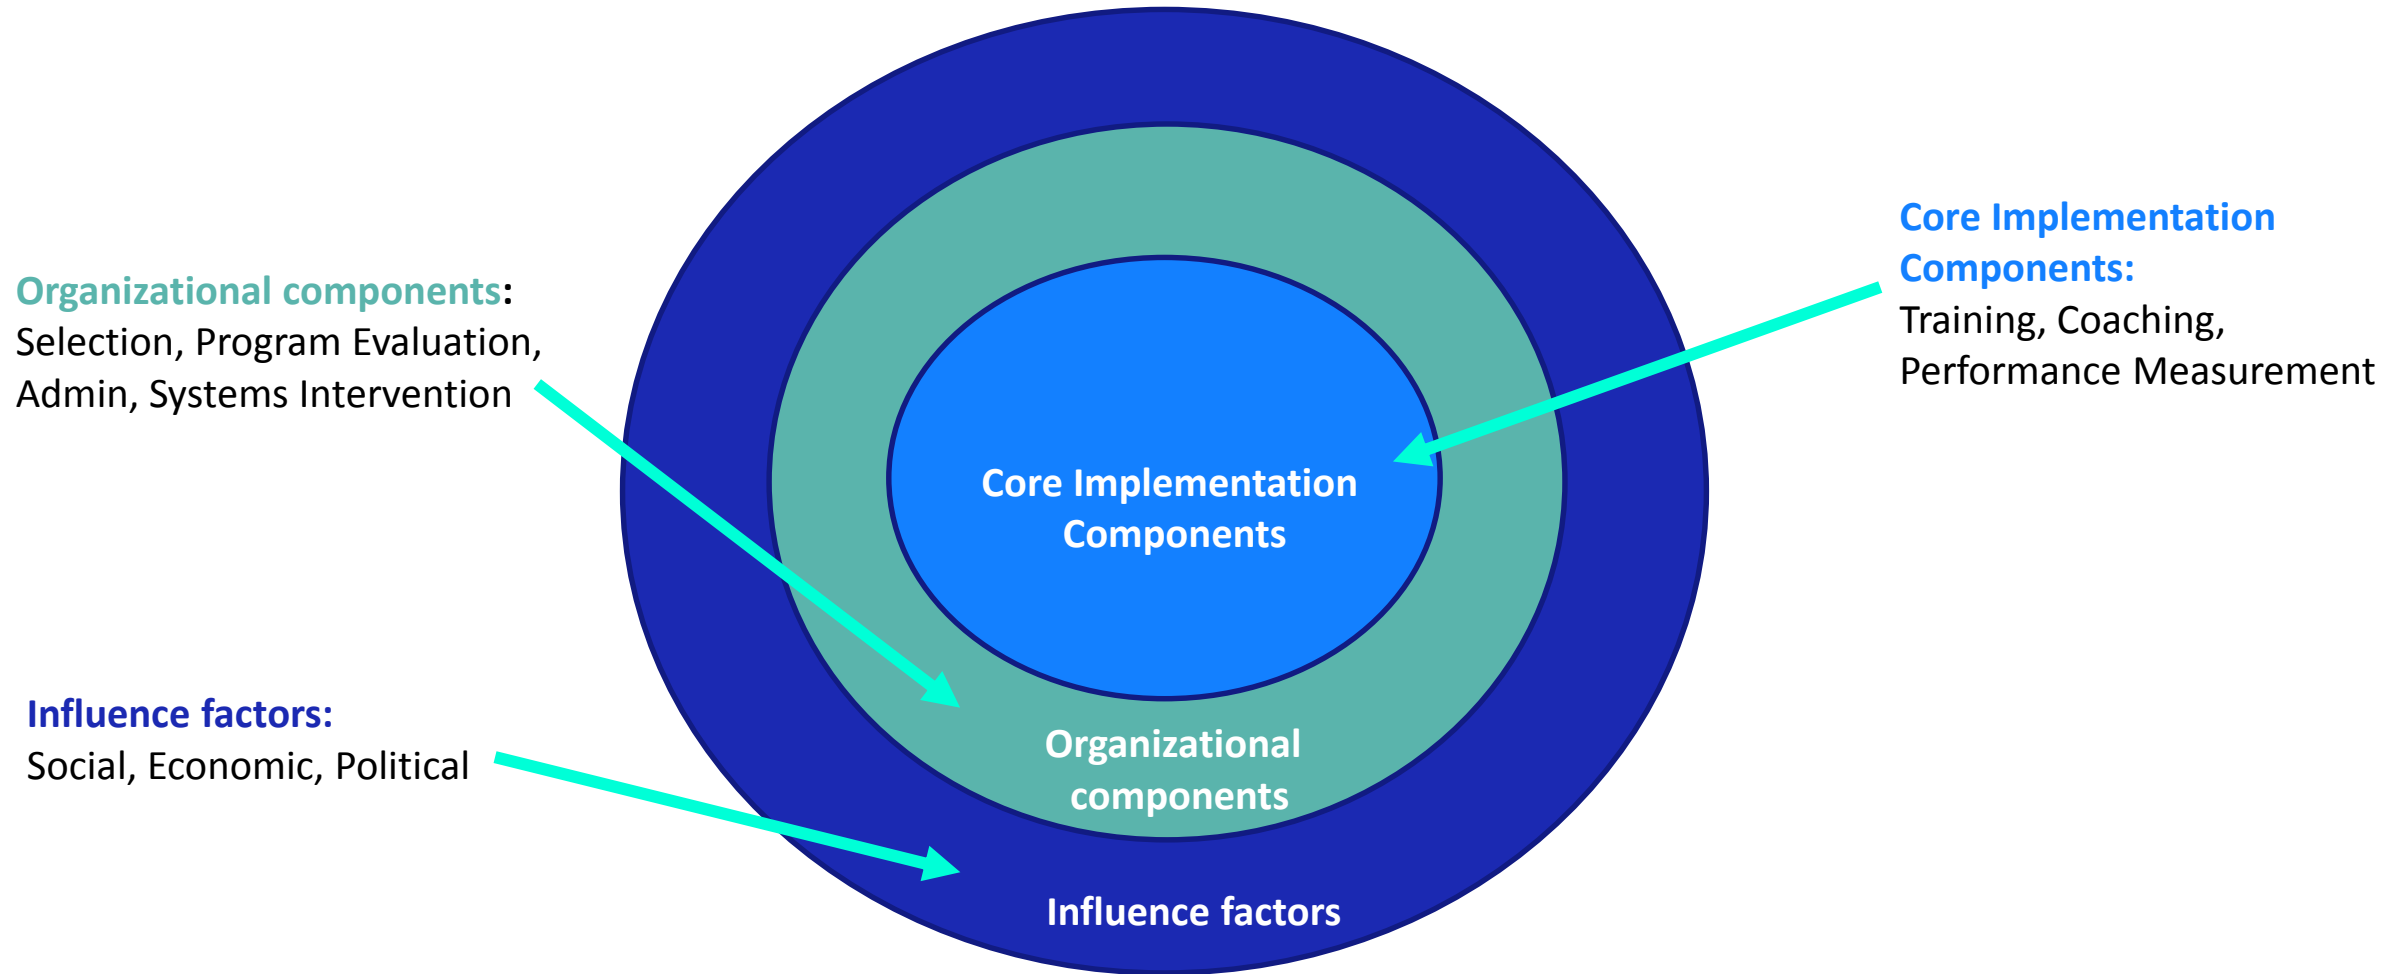 Organizational components:
Selection, Program Evaluation,
Admin, Systems Intervention
Influence factors:
Social, Economic, Political
Core Implementation
Components
Organizational
components
Influence factors
Core Implementation
Components:
Training, Coaching,
Performance Measurement